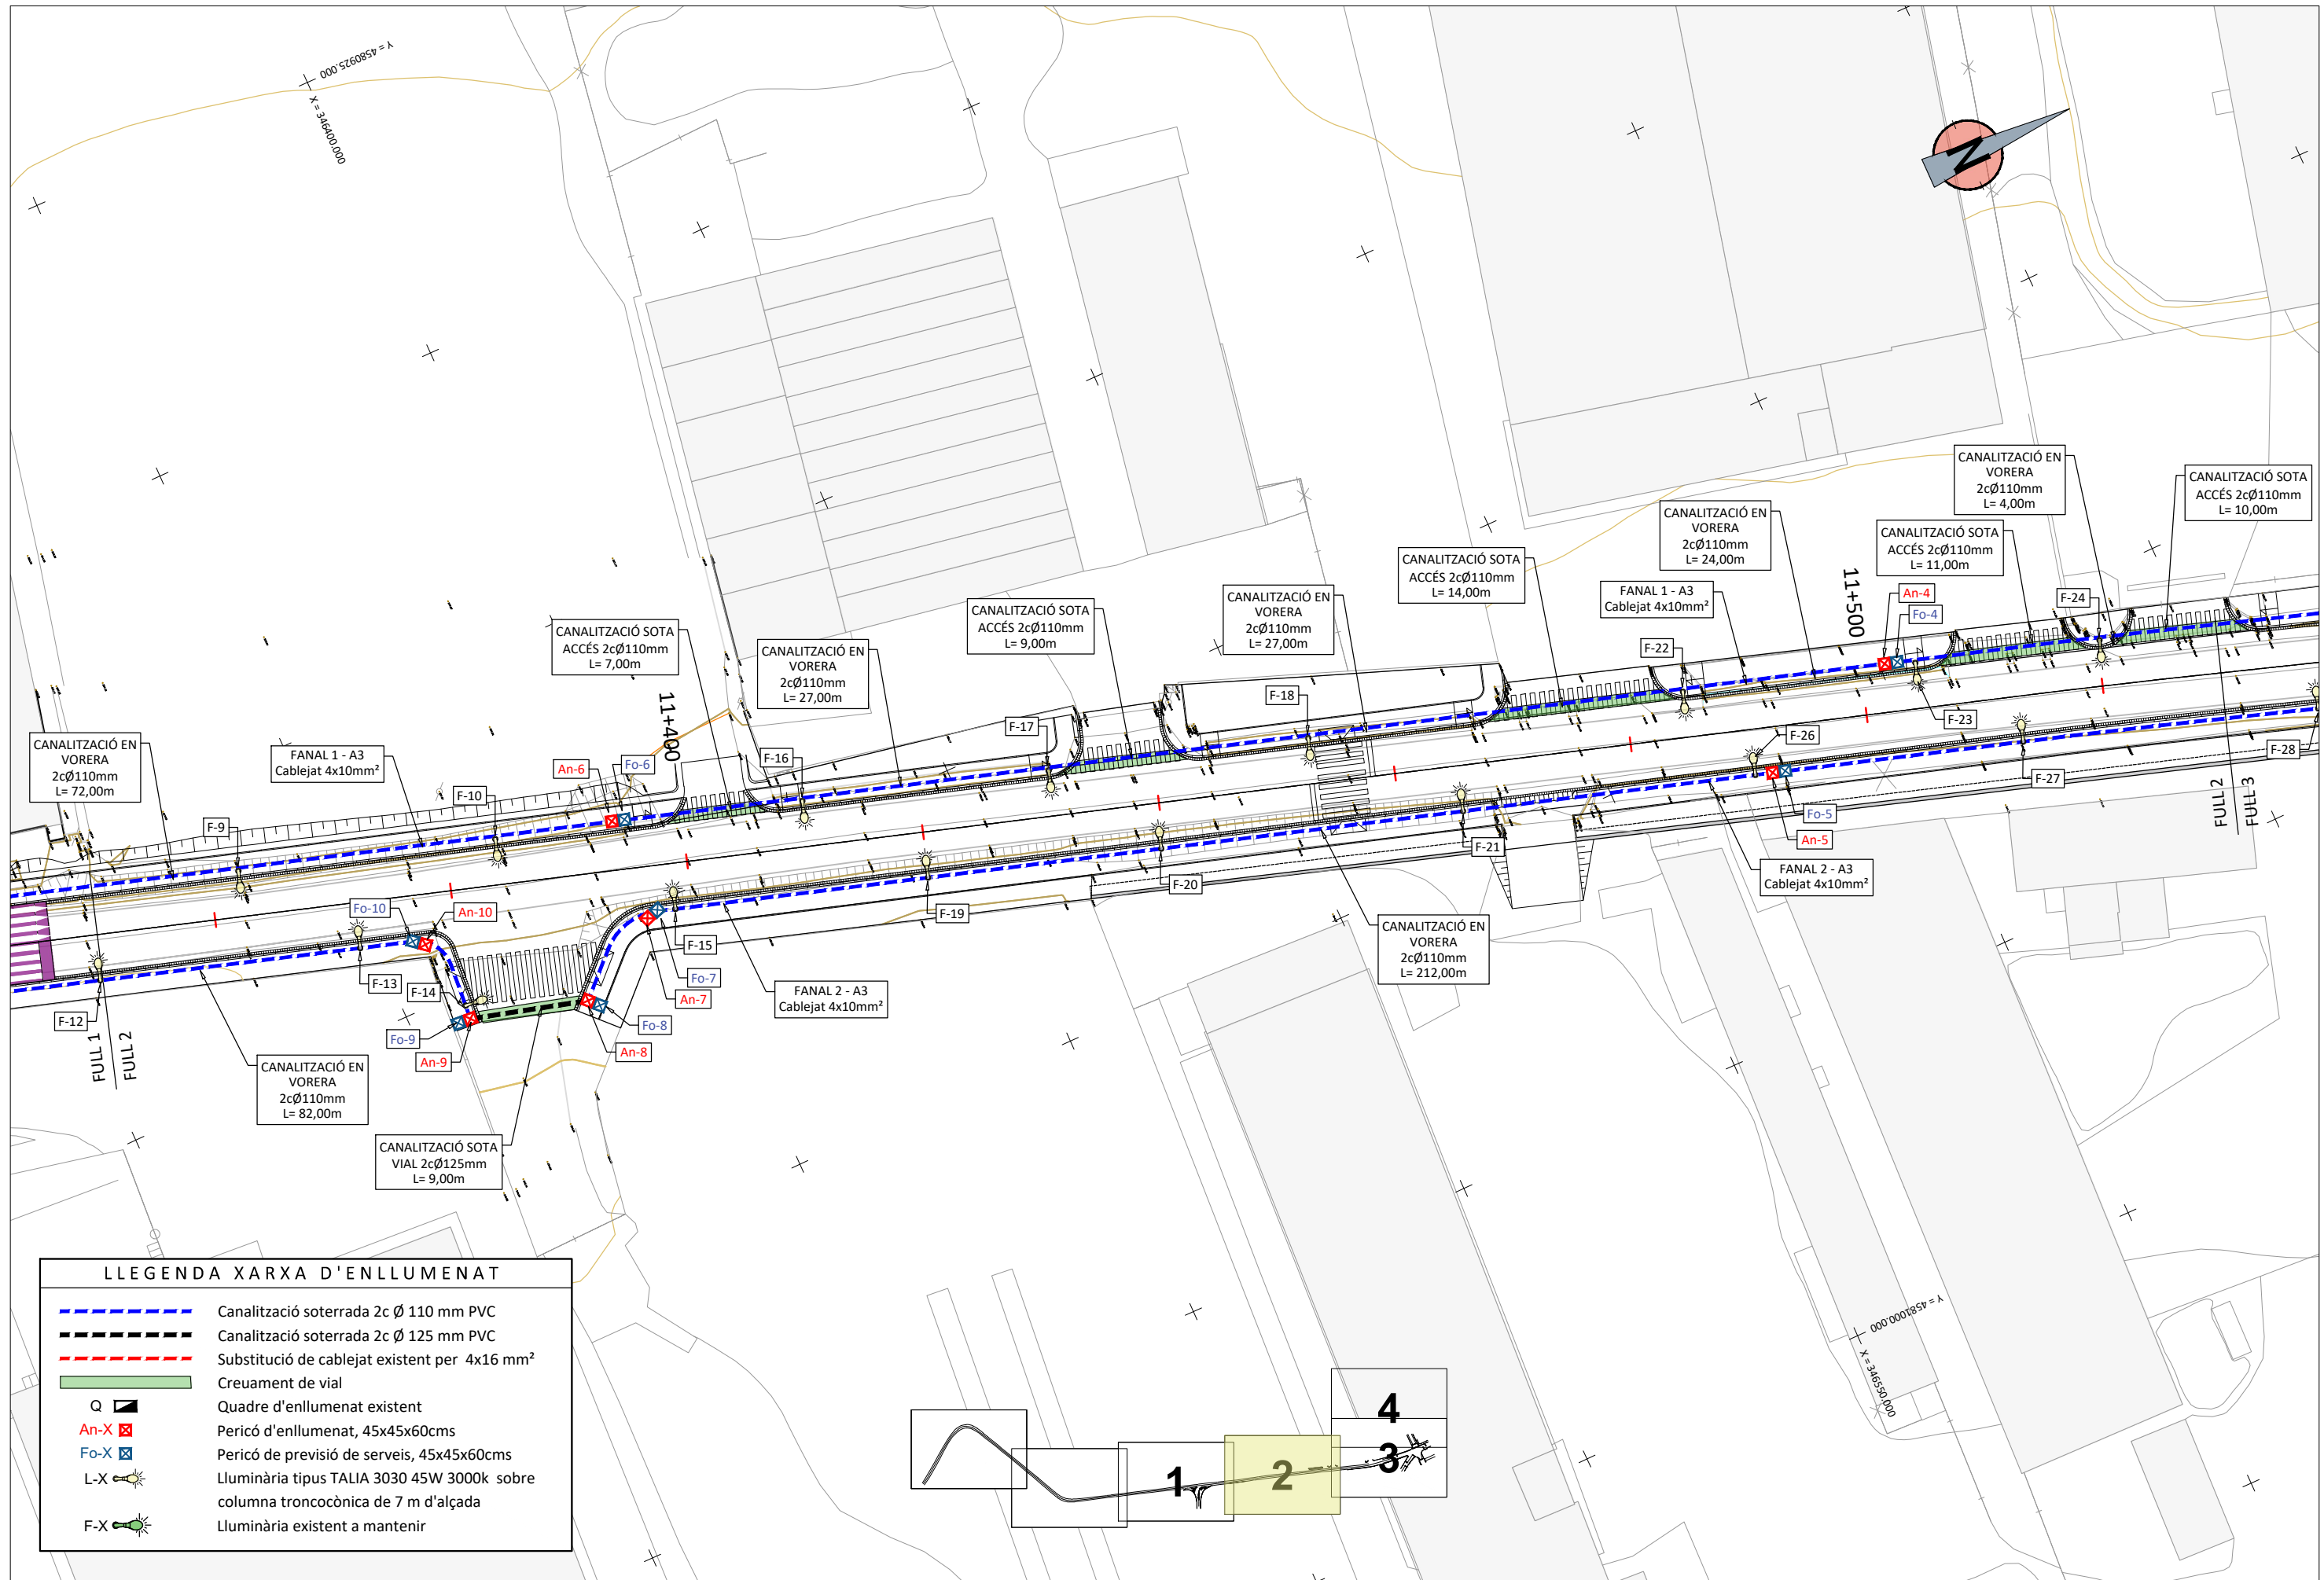 Y = 4580925.000
X = 346400.000
N
CANALITZACIÓ EN
VORERA
2cØ110mm
L= 4,00m
CANALITZACIÓ SOTA
ACCÉS 2cØ110mm
L= 10,00m
CANALITZACIÓ EN
VORERA
2cØ110mm
L= 24,00m
CANALITZACIÓ SOTA
ACCÉS 2cØ110mm
L= 11,00m
CANALITZACIÓ SOTA
ACCÉS 2cØ110mm
L= 14,00m
FANAL 1 - A3
Cablejat 4x10mm²
11+500
An-4
Fo-4
F-24
CANALITZACIÓ EN
VORERA
2cØ110mm
L= 27,00m
CANALITZACIÓ SOTA
ACCÉS 2cØ110mm
L= 9,00m
CANALITZACIÓ SOTA
ACCÉS 2cØ110mm
L= 7,00m
CANALITZACIÓ EN
VORERA
2cØ110mm
L= 27,00m
F-22
F-18
F-17
F-23
F-26
F-28
F-27
11+400
CANALITZACIÓ EN
VORERA
2cØ110mm
L= 72,00m
FANAL 1 - A3
Cablejat 4x10mm²
An-6
Fo-6
F-16
F-10
F-9
FULL 2
FULL 3
Fo-5
An-5
F-21
FANAL 2 - A3
Cablejat 4x10mm²
F-20
F-19
F-15
Fo-10
An-10
CANALITZACIÓ EN
VORERA
2cØ110mm
L= 212,00m
F-13
F-14
Fo-7
An-7
FANAL 2 - A3
Cablejat 4x10mm²
F-12
Fo-9
Fo-8
An-9
An-8
FULL 1
FULL 2
CANALITZACIÓ EN
VORERA
2cØ110mm
L= 82,00m
CANALITZACIÓ SOTA
VIAL 2cØ125mm
L= 9,00m
Y = 4581000.000
X = 346550.000
LLEGENDA XARXA D'ENLLUMENAT
Canalització soterrada 2c Ø 110 mm PVC
Canalització soterrada 2c Ø 125 mm PVC
Substitució de cablejat existent per 4x16 mm²
Creuament de vial
Q Quadre d'enllumenat existent
An-X Pericó d'enllumenat, 45x45x60cms
Fo-X Pericó de previsió de serveis, 45x45x60cms
L-X Lluminària tipus TALIA 3030 45W 3000k sobre
columna troncocònica de 7 m d'alçada
F-X Lluminària existent a mantenir
1
2
3
4